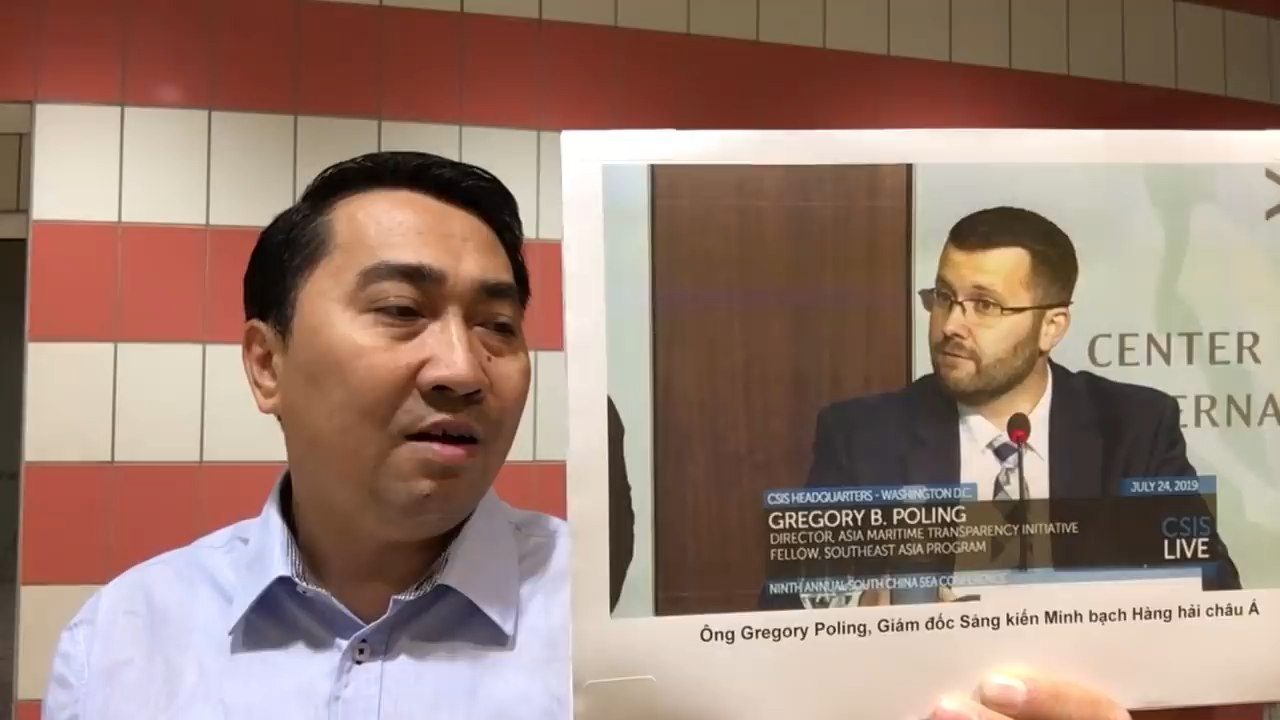 CENTER
ERNA
CSIS HEADQUARTERS - WASHINGTON D.C.
JULY 24, 2019
GREGORY B. POLING
DIRECTOR, ASIA MARITIME TRANSPARENCY INITIATIVE
FELLOW, SOUTHEAST ASIA PROGRAM
CSIS
LIVE
NINTH ANNUAL SOUTH CHINA SEA CONFERENCE
Ông Gregory Poling, Giám đốc Sáng kiến Minh bạch Hàng hải châu Á